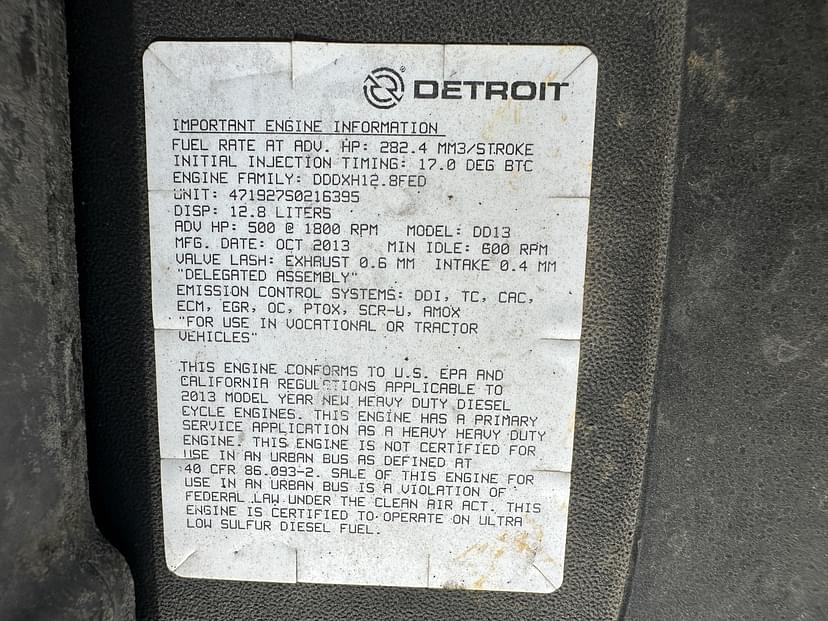 DETROIT
IMPORTANT ENGINE INFORMATION
FUEL RATE AT ADV. HP: 282.4 MM3/STROKE
INITIAL INJECTION TIMING: 17.0 DEG BTC
ENGINE FAMILY: DDDXH12.8FED
UNIT: 471927S0216395
DISP: 12.8 LITERS
ADV HP: 500 @ 1800 RPM MODEL: DD13
MFG. DATE: OCT 2013 MIN IDLE: 600 RPM
VALVE LASH: EXHAUST 0.6 MM INTAKE 0.4 MM
"DELEGATED ASSEMBLY"
EMISSION CONTROL SYSTEMS: DDI, TC, CAC,
ECM, EGR, OC, PTOX, SCR-U, AMOX
"FOR USE IN VOCATIONAL OR TRACTOR
VEHICLES"
THIS ENGINE CONFORMS TO U.S. EPA AND
CALIFORNIA REGULATIONS APPLICABLE TO
2013 MODEL YEAR NEW HEAVY DUTY DIESEL
CYCLE ENGINES. THIS ENGINE HAS A PRIMARY
SERVICE APPLICATION AS A HEAVY HEAVY DUTY
ENGINE. THIS ENGINE IS NOT CERTIFIED FOR
USE IN AN URBAN BUS AS DEFINED AT
40 CFR 86.093-2. SALE OF THIS ENGINE FOR
USE IN AN URBAN BUS IS A VIOLATION OF
FEDERAL LAW UNDER THE CLEAN AIR ACT. THIS
ENGINE IS CERTIFIED TO OPERATE ON ULTRA
LOW SULFUR DIESEL FUEL.